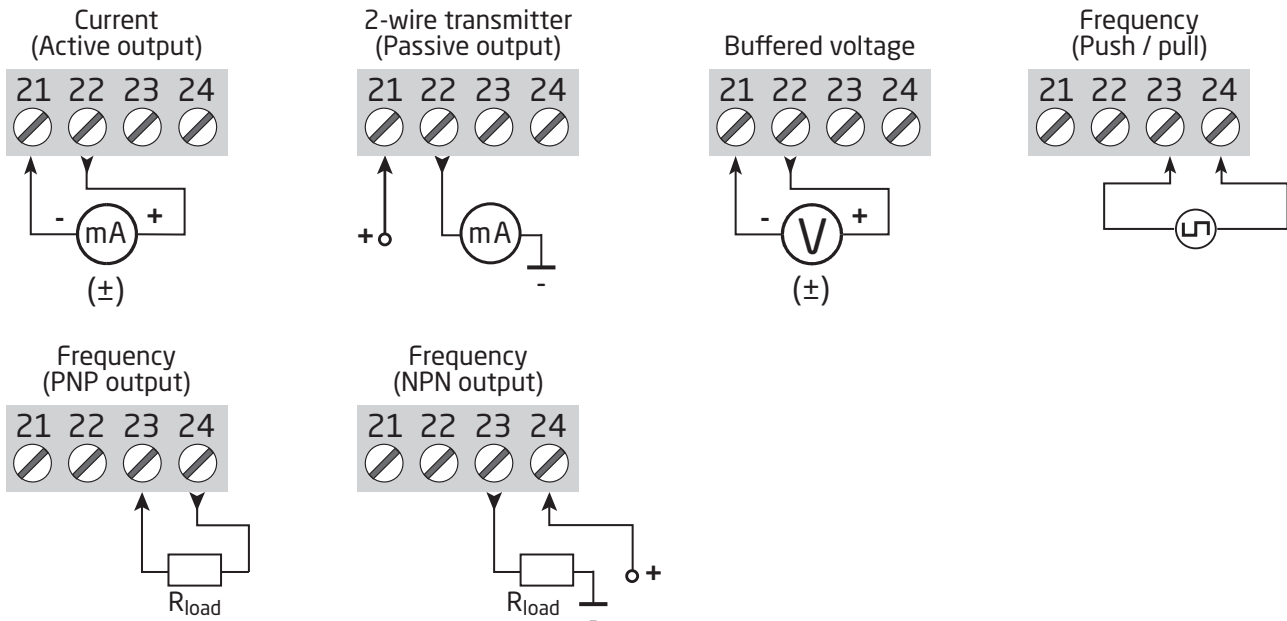 Current
(Active output)
21 22 23 24
- mA +
(±)
2-wire transmitter
(Passive output)
21 22 23 24
+ mA
-
Buffered voltage
21 22 23 24
- V +
(±)
Frequency
(Push / pull)
21 22 23 24
Frequency
(PNP output)
21 22 23 24
Rload
Frequency
(NPN output)
21 22 23 24
+
Rload
-